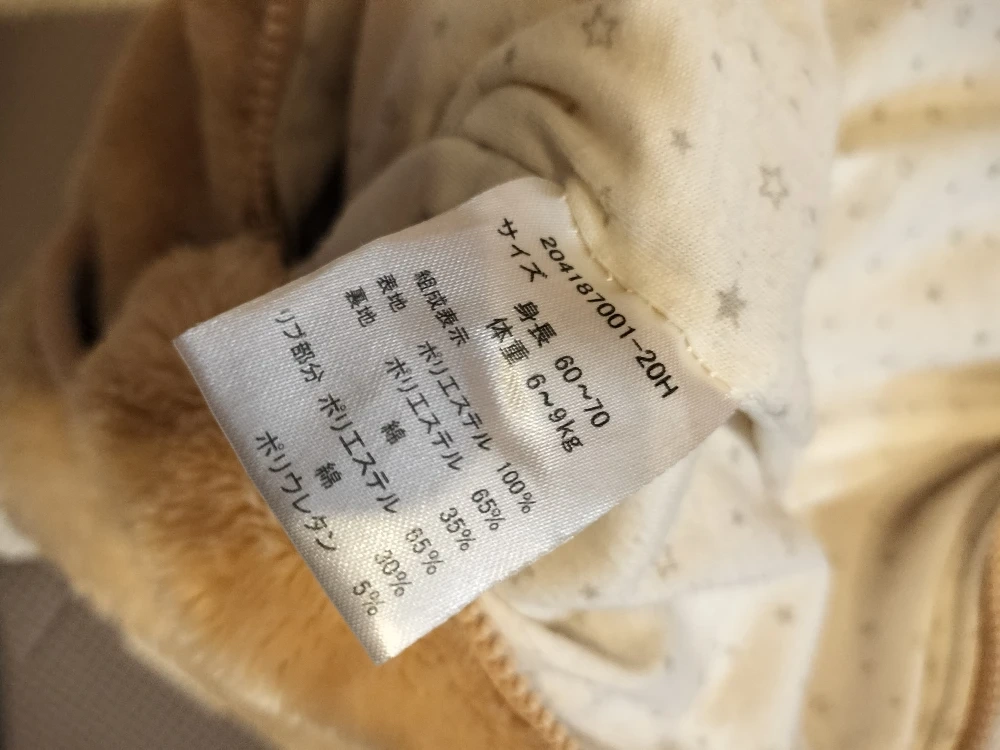 204187001-20H
サイズ
身長 60~70
体重 6~9kg
組成表示
表地 ポリエステル 100%
裏地 ポリエステル 65%
綿 35%
リブ部分 ポリエステル 65%
綿 30%
ポリウレタン 5%